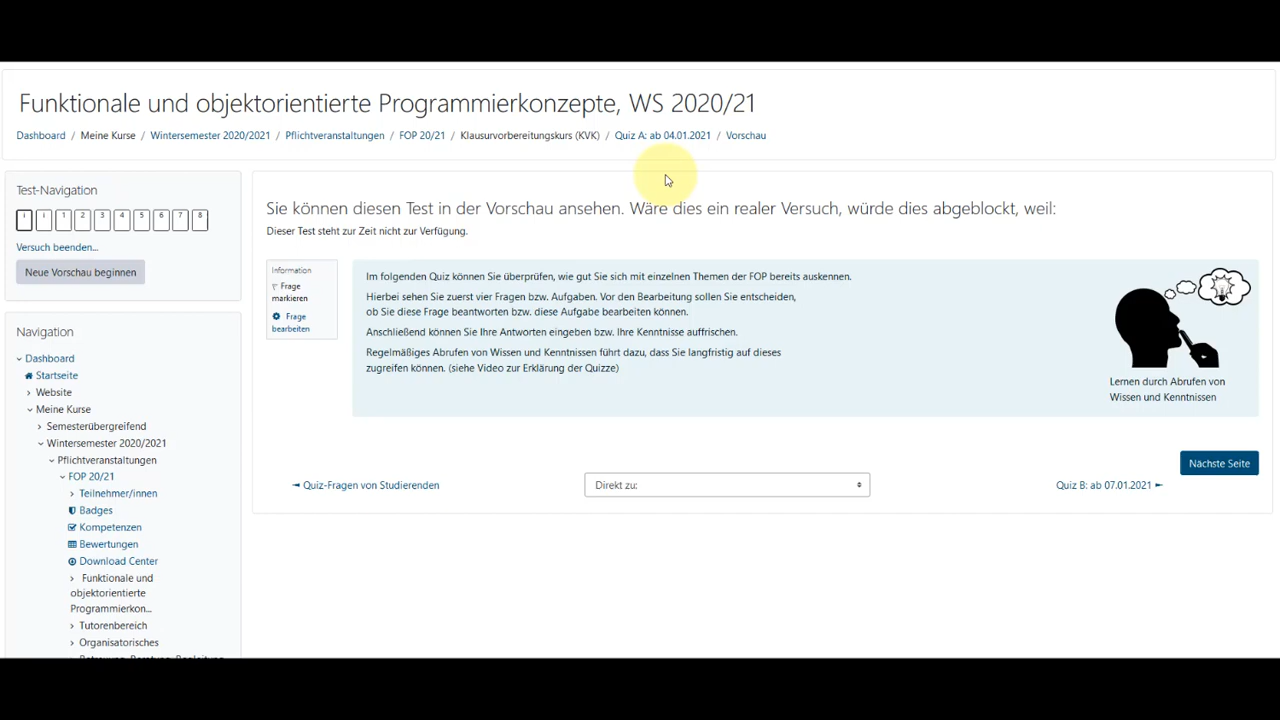 Funktionale und objektorientierte Programmierkonzepte, WS 2020/21
Dashboard / Meine Kurse / Wintersemester 2020/2021 / Pflichtveranstaltungen / FOP 20/21 / Klausurvorbereitungskurs (KVK) / Quiz A: ab 04.01.2021 / Vorschau
Test-Navigation
i i 1 2 3 4 5 6 7 8
Versuch beenden...
Neue Vorschau beginnen
Navigation
Dashboard
Startseite
Website
Meine Kurse
Semesterübergreifend
Wintersemester 2020/2021
Pflichtveranstaltungen
FOP 20/21
Teilnehmer/innen
Badges
Kompetenzen
Bewertungen
Download Center
Funktionale und
objektorientierte
Programmierkon...
Tutorenbereich
Organisatorisches
Sie können diesen Test in der Vorschau ansehen. Wäre dies ein realer Versuch, würde dies abgeblockt, weil:
Dieser Test steht zur Zeit nicht zur Verfügung.
Information
Frage
markieren
Frage
bearbeiten
Im folgenden Quiz können Sie überprüfen, wie gut Sie sich mit einzelnen Themen der FOP bereits auskennen.
Hierbei sehen Sie zuerst vier Fragen bzw. Aufgaben. Vor den Bearbeitung sollen Sie entscheiden,
ob Sie diese Frage beantworten bzw. diese Aufgabe bearbeiten können.
Anschließend können Sie Ihre Antworten eingeben bzw. Ihre Kenntnisse auffrischen.
Regelmäßiges Abrufen von Wissen und Kenntnissen führt dazu, dass Sie langfristig auf dieses
zugreifen können. (siehe Video zur Erklärung der Quizze)
Lernen durch Abrufen von
Wissen und Kenntnissen
Nächste Seite
◄ Quiz-Fragen von Studierenden
Direkt zu:
Quiz B: ab 07.01.2021 ►